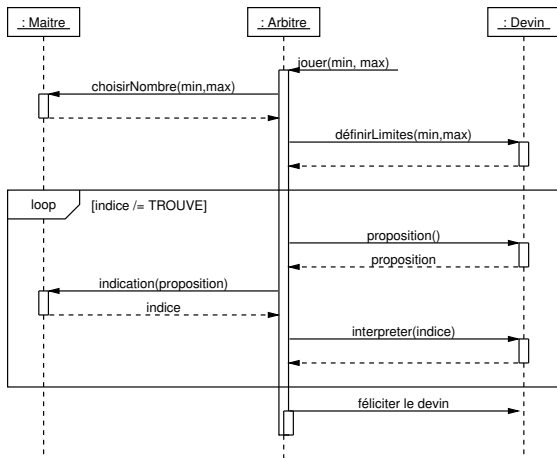 : Maitre
: Arbitre
: Devin
jouer(min, max)
choisirNombre(min,max)
définirLimites(min,max)
loop
[indice /= TROUVE]
proposition()
proposition
indication(proposition)
indice
interpreter(indice)
féliciter le devin